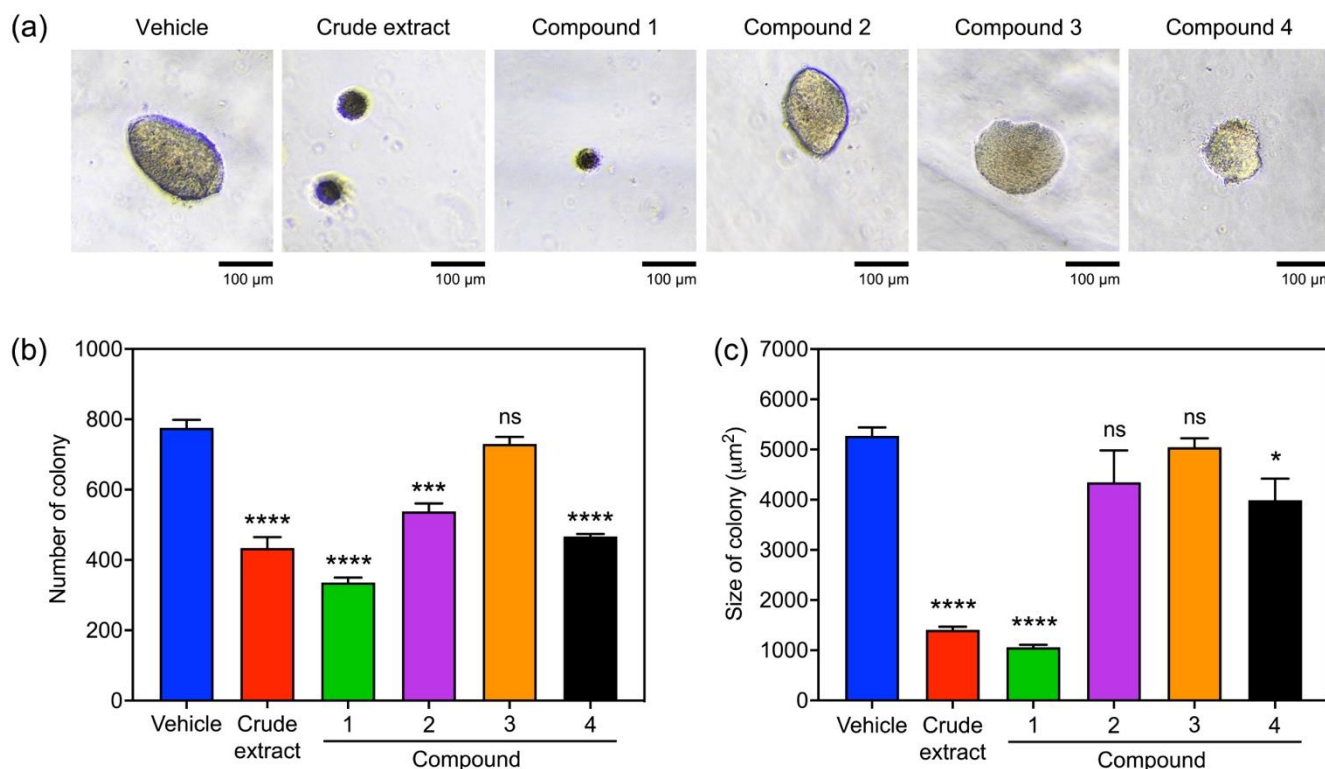 (a)
Vehicle
Crude extract
Compound 1
Compound 2
Compound 3
Compound 4
100 μm
100 μm
100 μm
100 μm
100 μm
100 μm
(b)
Number of colony
1000
800
600
400
200
0
****
****
***
ns
****
Vehicle
Crude
extract
1
2
3
4
Compound
(c)
Size of colony (μm²)
7000
6000
5000
4000
3000
2000
1000
0
****
****
ns
ns
*
Vehicle
Crude
extract
1
2
3
4
Compound